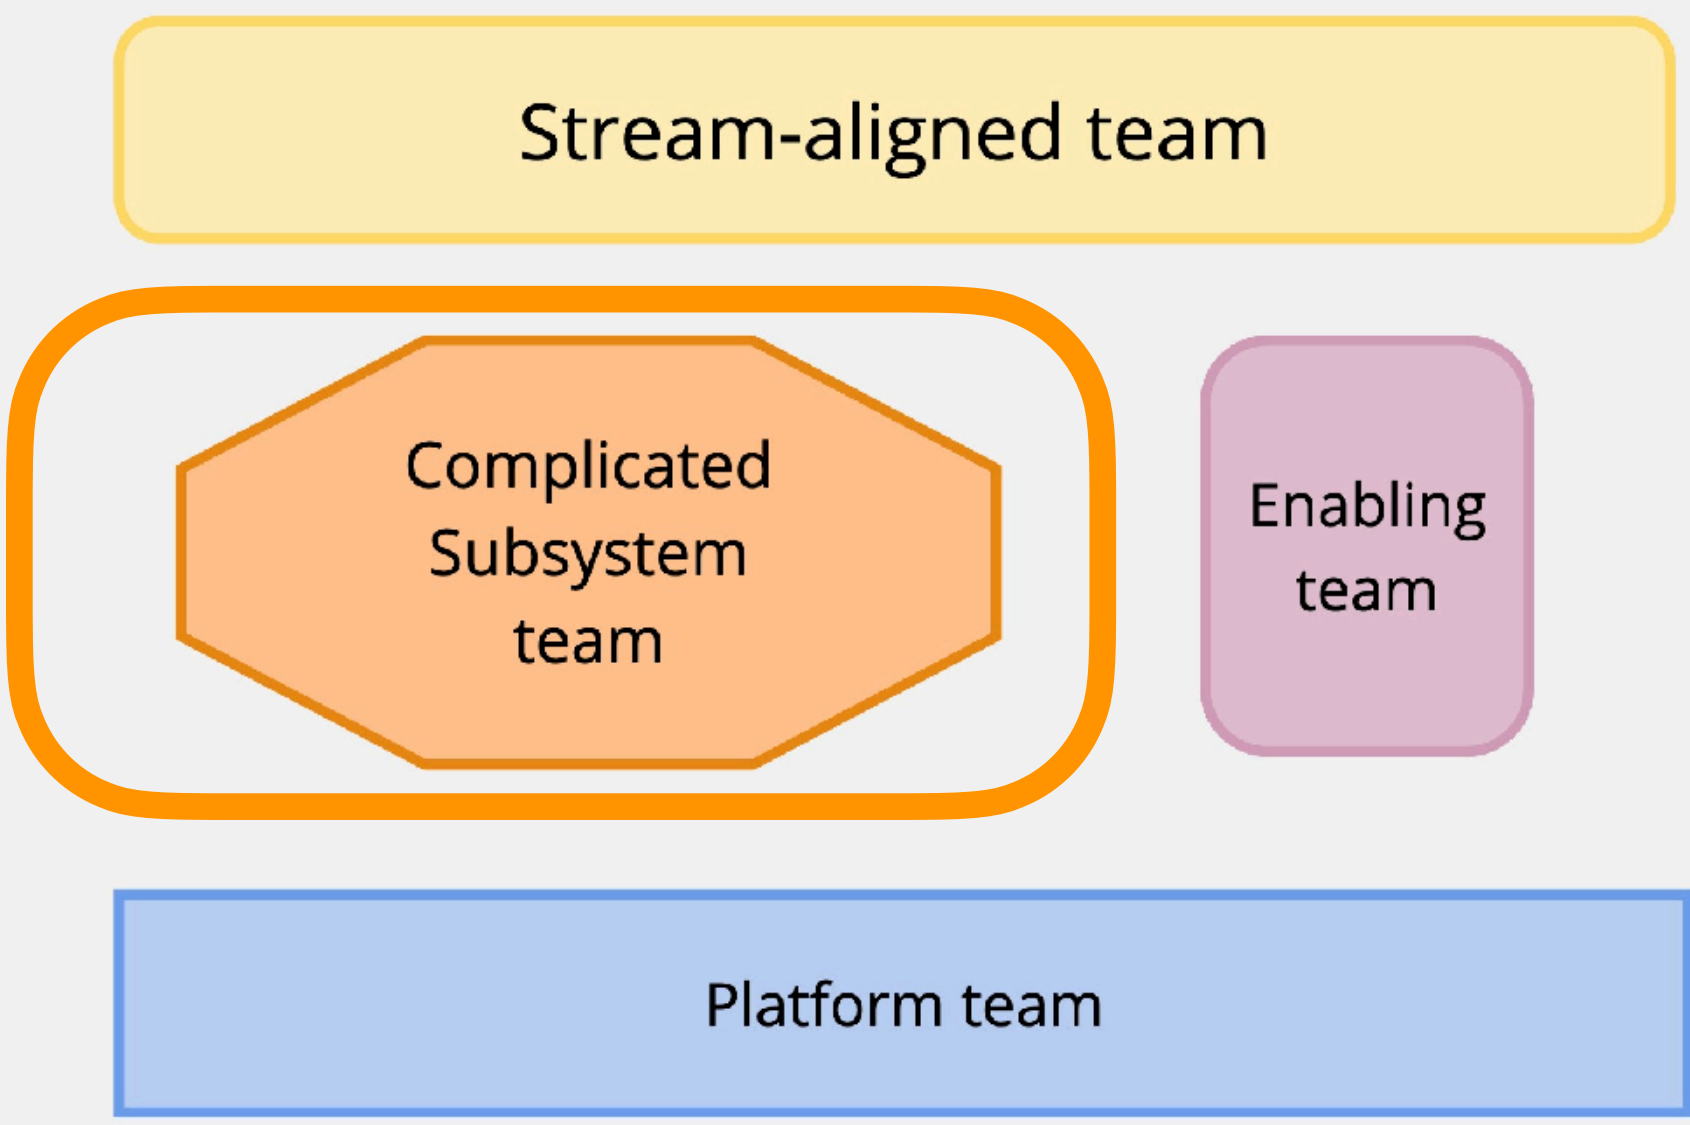 Stream-aligned team
Complicated
Subsystem
team
Enabling
team
Platform team